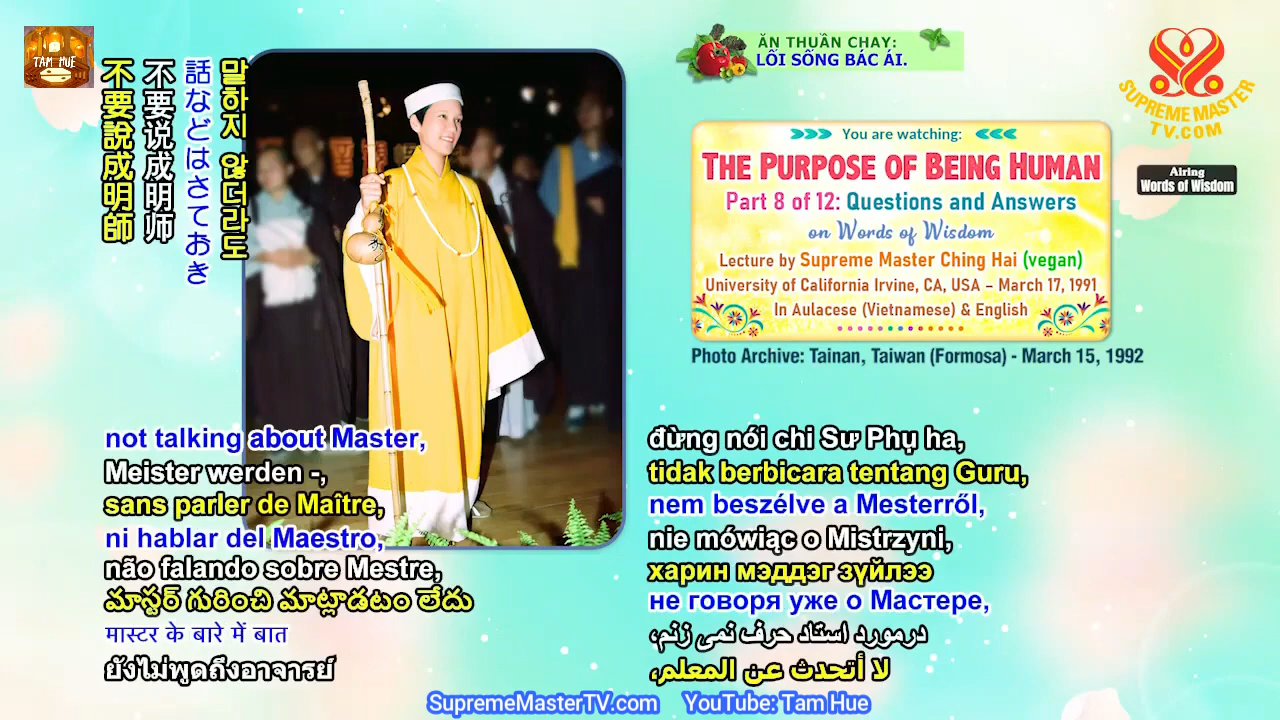 TAM HUE
不要說成明師
不要说成明师
話などはさておき
말하지 않더라도
ĂN THUẦN CHAY:
LỐI SỐNG BÁC ÁI.
SUPREME MASTER
TV.COM
Airing
Words of Wisdom
You are watching:
THE PURPOSE OF BEING HUMAN
Part 8 of 12: Questions and Answers
on Words of Wisdom
Lecture by Supreme Master Ching Hai (vegan)
University of California Irvine, CA, USA – March 17, 1991
In Aulacese (Vietnamese) & English
Photo Archive: Tainan, Taiwan (Formosa) - March 15, 1992
not talking about Master,
Meister werden -,
sans parler de Maître,
ni hablar del Maestro,
não falando sobre Mestre,
మాస్టర్ గురించి మాట్లాడటం లేదు
मास्टर के बारे में बात
ยังไม่พูดถึงอาจารย์
đừng nói chi Sư Phụ ha,
tidak berbicara tentang Guru,
nem beszélve a Mesterről,
nie mówiąc o Mistrzyni,
харин мэддэг зүйлээ
не говоря уже о Мастере,
درمورد استاد حرف نمی زنم،
لا أتحدث عن المعلم،
SupremeMasterTV.com YouTube: Tam Hue